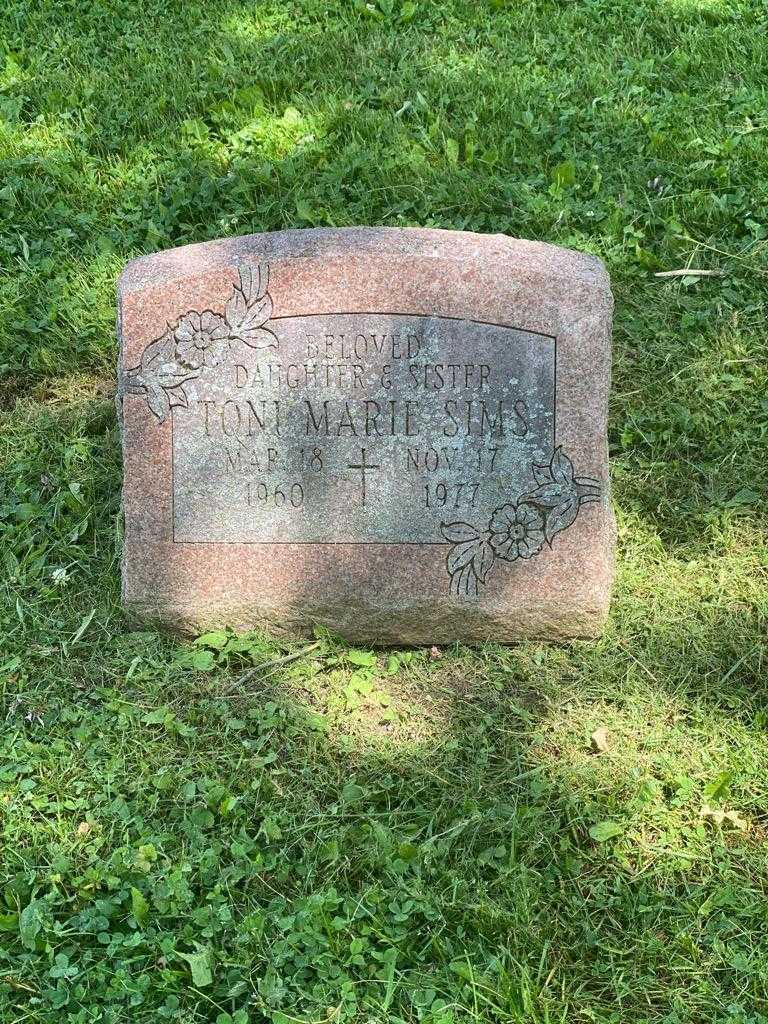 BELOVED
DAUGHTER & SISTER
TONI MARIE SIMS
MAR 18 NOV 17
1960 1977